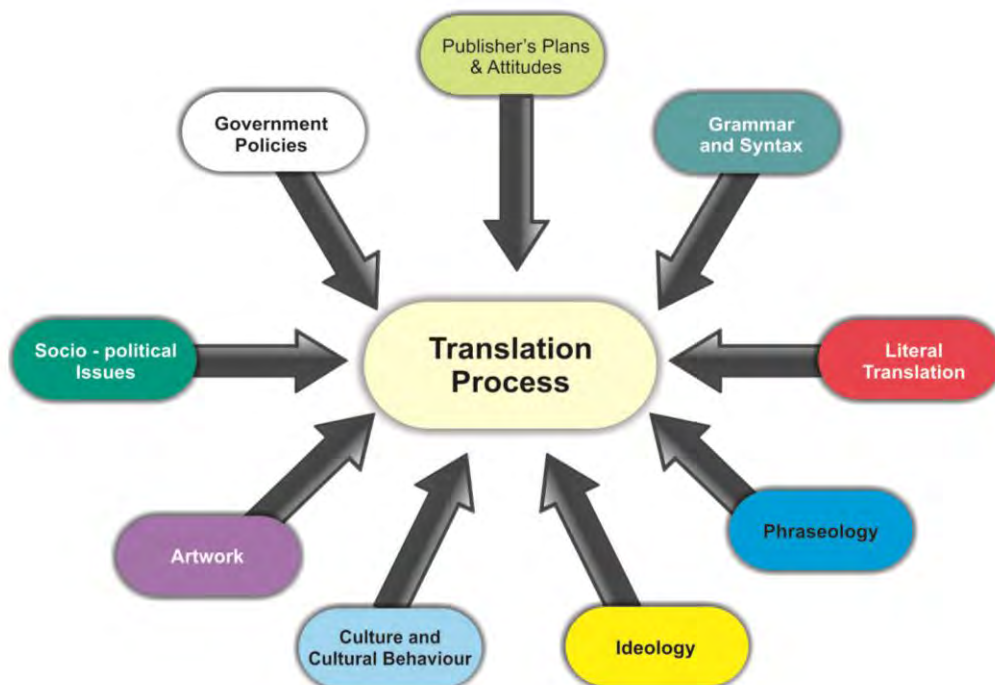 Publisher's Plans
& Attitudes
Government
Policies
Grammar
and Syntax
Translation
Process
Socio - political
Issues
Literal
Translation
Artwork
Phraseology
Culture and
Cultural Behaviour
Ideology